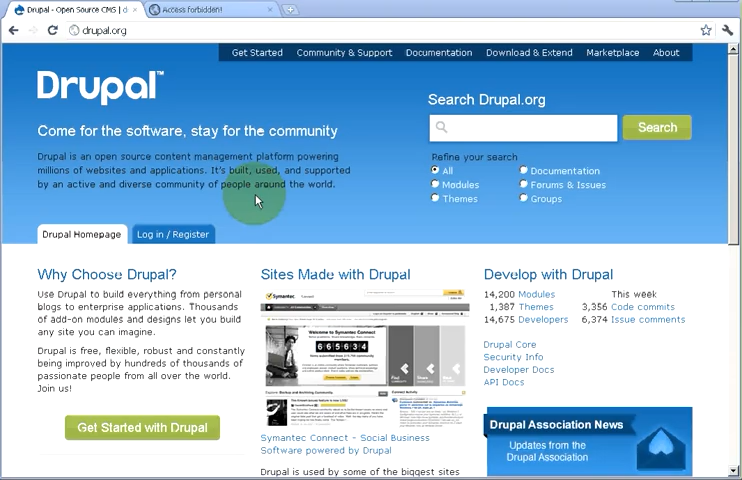 Drupal - Open Source CMS | d
Access forbidden!
drupal.org
Get Started
Community & Support
Documentation
Download & Extend
Marketplace
About
Drupal™
Come for the software, stay for the community
Drupal is an open source content management platform powering
millions of websites and applications. It's built, used, and supported
by an active and diverse community of people around the world.
Search Drupal.org
Search
Refine your search
All
Documentation
Modules
Forums & Issues
Themes
Groups
Drupal Homepage
Log in / Register
Why Choose Drupal?
Use Drupal to build everything from personal
blogs to enterprise applications. Thousands
of add-on modules and designs let you build
any site you can imagine.
Drupal is free, flexible, robust and constantly
being improved by hundreds of thousands of
passionate people from all over the world.
Join us!
Get Started with Drupal
Sites Made with Drupal
Symantec
Welcome to
Symantec Connect
665634
Symantec Connect - Social Business
Software powered by Drupal
Drupal is used by some of the biggest sites
Develop with Drupal
14,200 Modules
This week
1,387 Themes
3,356 Code commits
14,675 Developers
6,374 Issue comments
Drupal Core
Security Info
Developer Docs
API Docs
Drupal Association News
Updates from the
Drupal Association